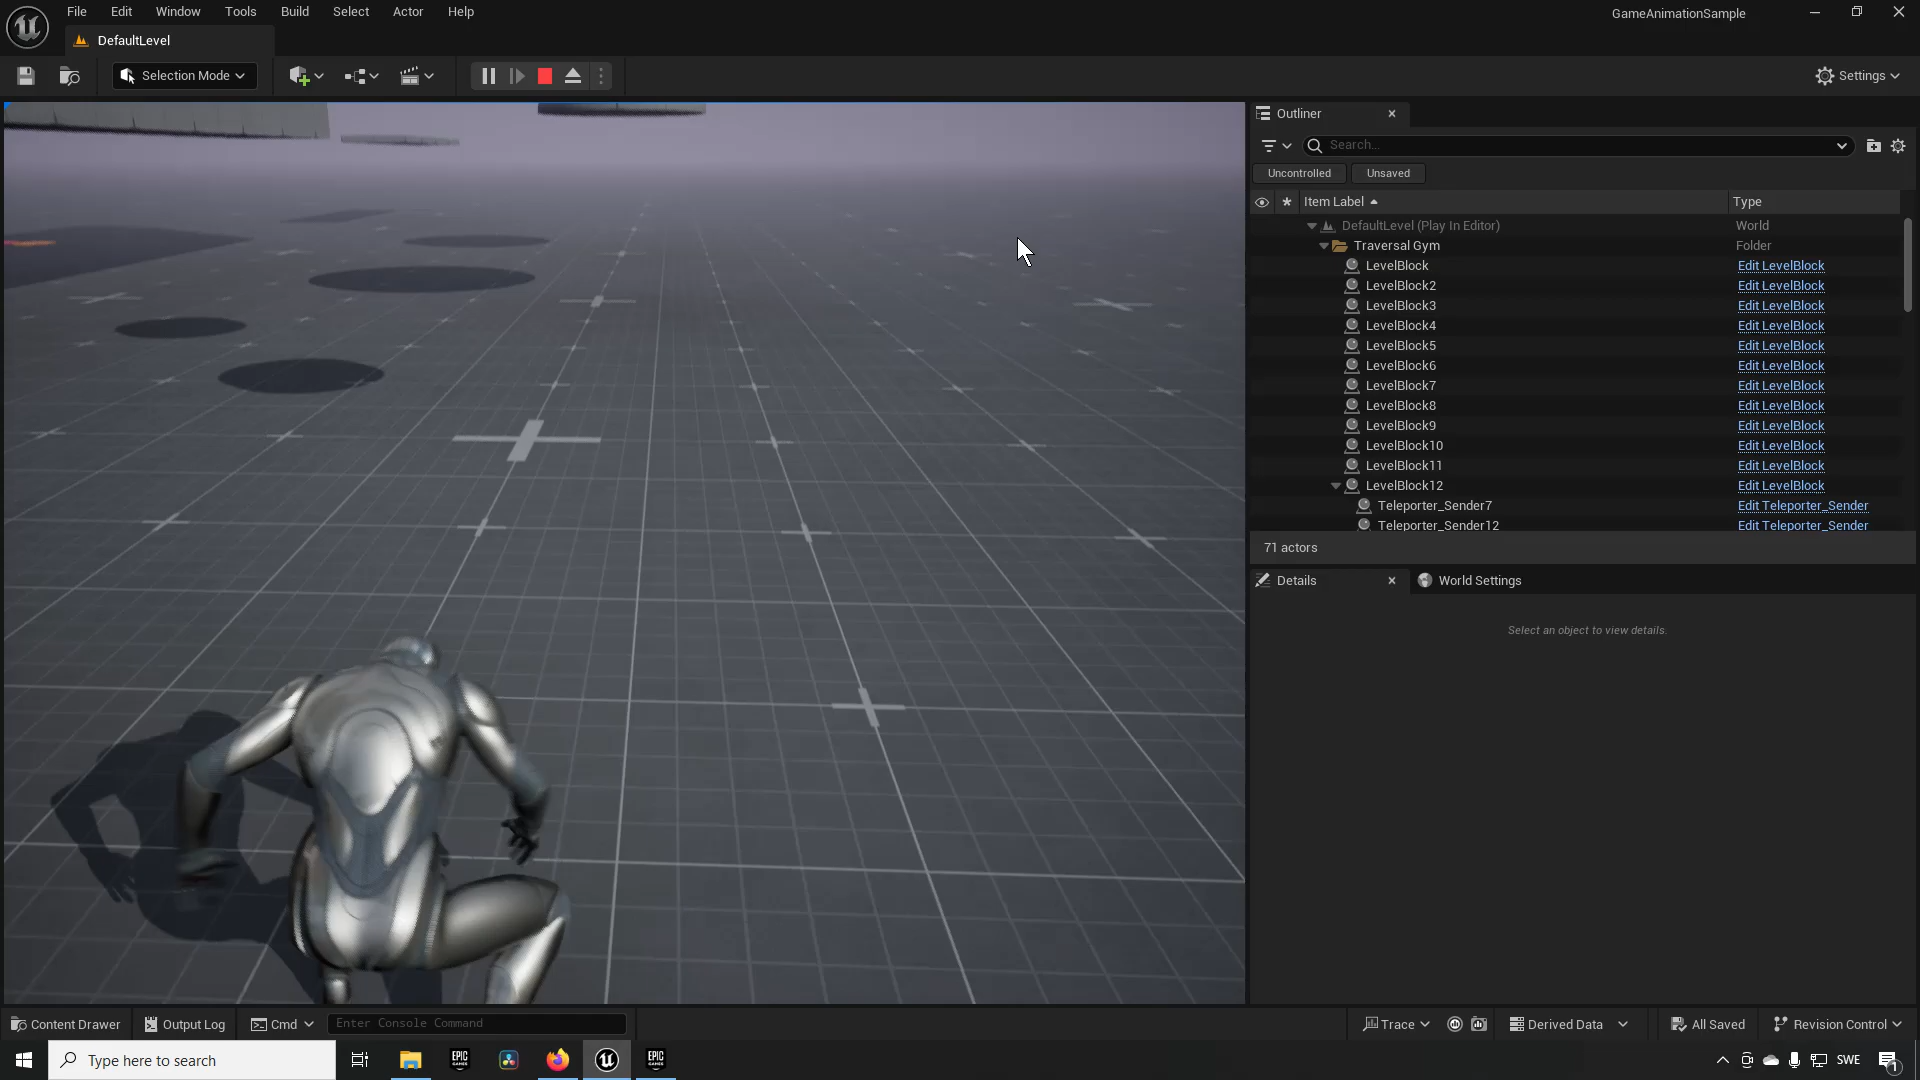 File Edit Window Tools Build Select Actor Help
GameAnimationSample
DefaultLevel
Selection Mode
Settings
Outliner
Search...
Uncontrolled Unsaved
Item Label Type
DefaultLevel (Play In Editor) World
Traversal Gym Folder
LevelBlock Edit LevelBlock
LevelBlock2 Edit LevelBlock
LevelBlock3 Edit LevelBlock
LevelBlock4 Edit LevelBlock
LevelBlock5 Edit LevelBlock
LevelBlock6 Edit LevelBlock
LevelBlock7 Edit LevelBlock
LevelBlock8 Edit LevelBlock
LevelBlock9 Edit LevelBlock
LevelBlock10 Edit LevelBlock
LevelBlock11 Edit LevelBlock
LevelBlock12 Edit LevelBlock
Teleporter_Sender7 Edit Teleporter_Sender
Teleporter_Sender12 Edit Teleporter_Sender
71 actors
Details World Settings
Select an object to view details.
Content Drawer Output Log Cmd Enter Console Command
Trace Derived Data All Saved Revision Control
Type here to search
EPIC GAMES
EPIC GAMES
SWE
1